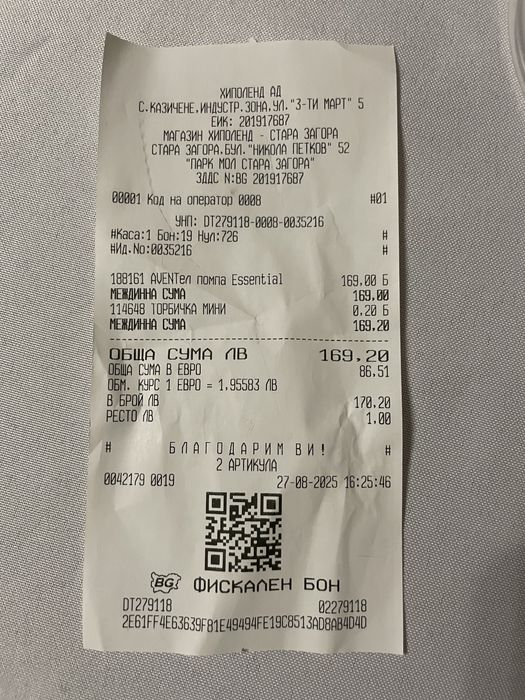 ХИПОЛЕНД АД
С.КАЗИЧЕНЕ,ИНДУСТР.ЗОНА,УЛ."3-ТИ МАРТ" 5
ЕИК: 201917687
МАГАЗИН ХИПОЛЕНД - СТАРА ЗАГОРА
СТАРА ЗАГОРА,БУЛ."НИКОЛА ПЕТКОВ" 52
"ПАРК МОЛ СТАРА ЗАГОРА"
ЗДДС N:BG 201917687
00001 Код на оператор 0008 #01
УНП: DT279118-0008-0035216
#Каса:1 Бон:19 Нул:726 #
#Ид.No:0035216 #
188161 AVENTел помпа Essential 169.00 Б
МЕЖДИННА СУМА 169.00
114648 ТОРБИЧКА МИНИ 0.20 Б
МЕЖДИННА СУМА 169.20
ОБЩА СУМА ЛВ 169.20
ОБЩА СУМА В ЕВРО 86.51
ОБМ. КУРС 1 ЕВРО = 1.95583 ЛВ
В БРОЙ ЛВ 170.20
РЕСТО ЛВ 1.00
# Б Л А Г О Д А Р И М В И ! #
2 АРТИКУЛА
0042179 0019 27-08-2025 16:25:46
BG ФИСКАЛЕН БОН
DT279118 02279118
2E61FF4E63639F81E49494FE19C8513AD8AB4D4D